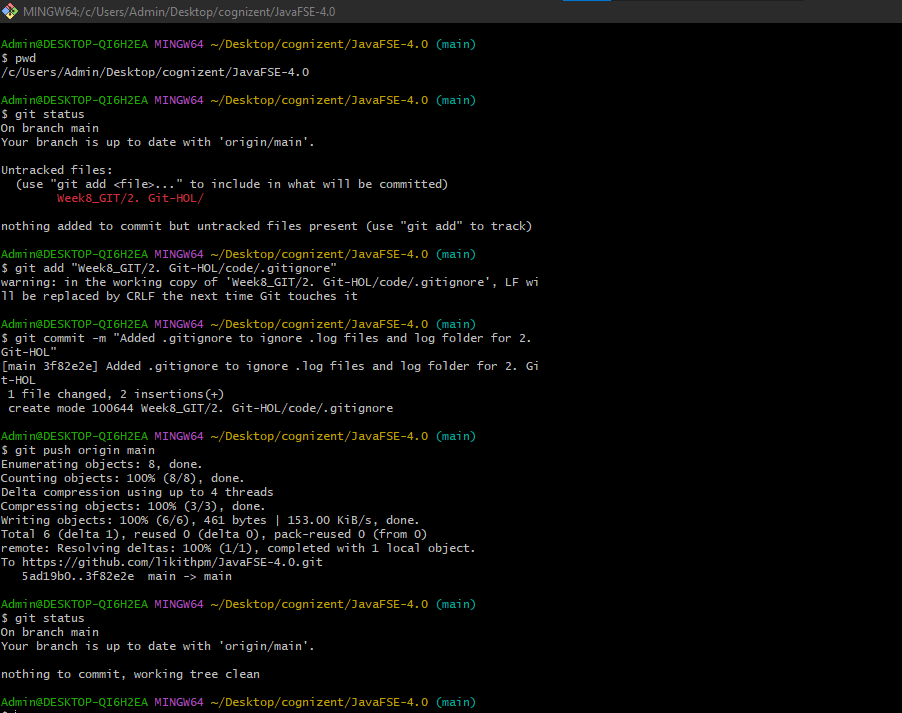 MINGW64:/c/Users/Admin/Desktop/cognizent/JavaFSE-4.0
Admin@DESKTOP-QI6H2EA MINGW64 ~/Desktop/cognizent/JavaFSE-4.0 (main)
$ pwd
/c/Users/Admin/Desktop/cognizent/JavaFSE-4.0
Admin@DESKTOP-QI6H2EA MINGW64 ~/Desktop/cognizent/JavaFSE-4.0 (main)
$ git status
On branch main
Your branch is up to date with 'origin/main'.
Untracked files:
(use "git add <file>..." to include in what will be committed)
Week8_GIT/2. Git-HOL/
nothing added to commit but untracked files present (use "git add" to track)
Admin@DESKTOP-QI6H2EA MINGW64 ~/Desktop/cognizent/JavaFSE-4.0 (main)
$ git add "Week8_GIT/2. Git-HOL/code/.gitignore"
warning: in the working copy of 'Week8_GIT/2. Git-HOL/code/.gitignore', LF wi
ll be replaced by CRLF the next time Git touches it
Admin@DESKTOP-QI6H2EA MINGW64 ~/Desktop/cognizent/JavaFSE-4.0 (main)
$ git commit -m "Added .gitignore to ignore .log files and log folder for 2.
Git-HOL"
[main 3f82e2e] Added .gitignore to ignore .log files and log folder for 2. Gi
t-HOL
1 file changed, 2 insertions(+)
create mode 100644 Week8_GIT/2. Git-HOL/code/.gitignore
Admin@DESKTOP-QI6H2EA MINGW64 ~/Desktop/cognizent/JavaFSE-4.0 (main)
$ git push origin main
Enumerating objects: 8, done.
Counting objects: 100% (8/8), done.
Delta compression using up to 4 threads
Compressing objects: 100% (3/3), done.
Writing objects: 100% (6/6), 461 bytes | 153.00 KiB/s, done.
Total 6 (delta 1), reused 0 (delta 0), pack-reused 0 (from 0)
remote: Resolving deltas: 100% (1/1), completed with 1 local object.
To https://github.com/likithpm/JavaFSE-4.0.git
5ad19b0..3f82e2e main -> main
Admin@DESKTOP-QI6H2EA MINGW64 ~/Desktop/cognizent/JavaFSE-4.0 (main)
$ git status
On branch main
Your branch is up to date with 'origin/main'.
nothing to commit, working tree clean
Admin@DESKTOP-QI6H2EA MINGW64 ~/Desktop/cognizent/JavaFSE-4.0 (main)